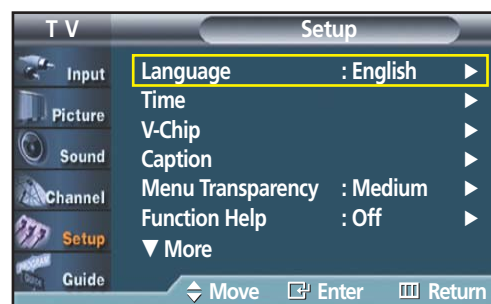 T V
Setup
Input
Picture
Sound
Channel
Setup
Guide
Language : English ▶
Time ▶
V-Chip ▶
Caption ▶
Menu Transparency : Medium ▶
Function Help : Off ▶
▼ More
Move Enter Return